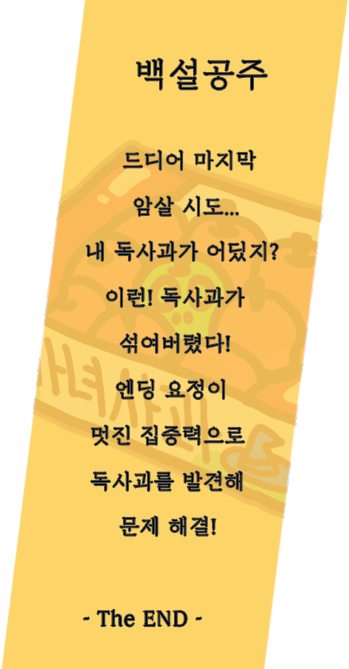 백설공주
드디어 마지막
암살 시도...
내 독사과가 어딨지?
이런! 독사과가
섞여버렸다!
엔딩 요정이
멋진 집중력으로
독사과를 발견해
문제 해결!
- The END -